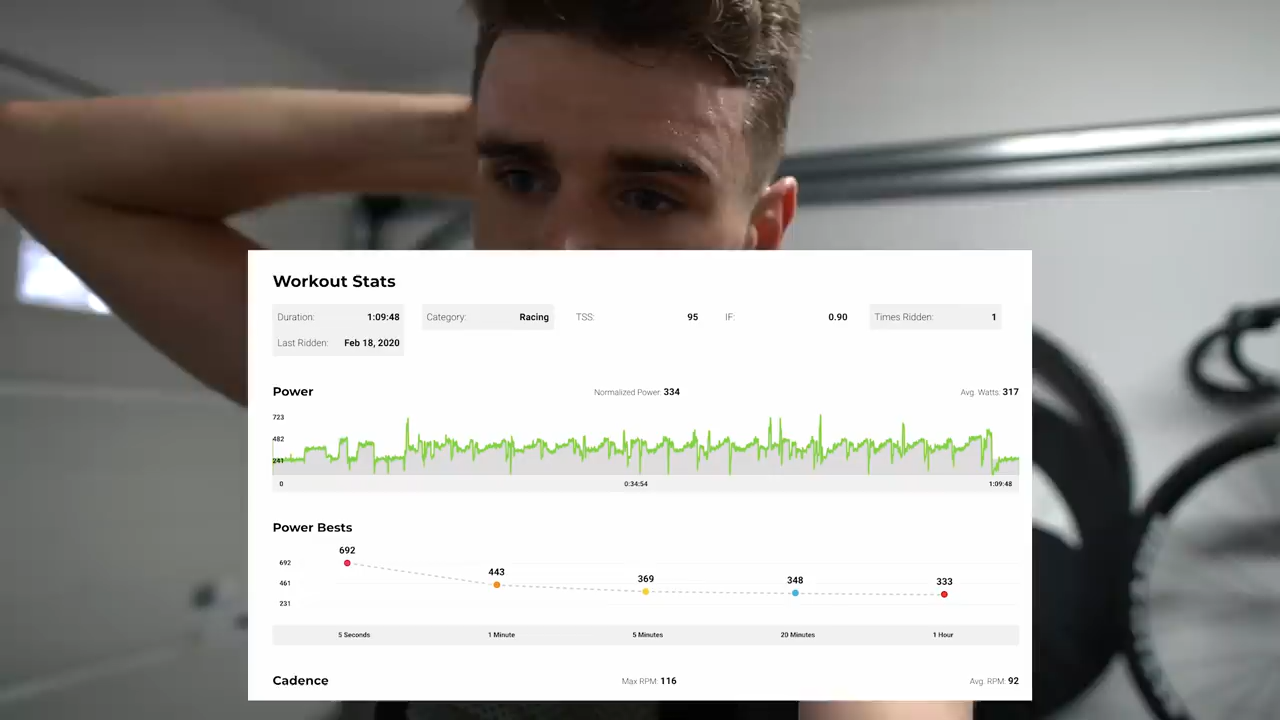 Workout Stats
Duration: 1:09:48 Category: Racing TSS: 95 IF: 0.90 Times Ridden: 1
Last Ridden: Feb 18, 2020
Power Normalized Power: 334 Avg. Watts: 317
723
482
241
0 0:34:54 1:09:48
Power Bests
692 443 369 348 333
692
461
231
5 Seconds 1 Minute 5 Minutes 20 Minutes 1 Hour
Cadence Max RPM: 116 Avg. RPM: 92